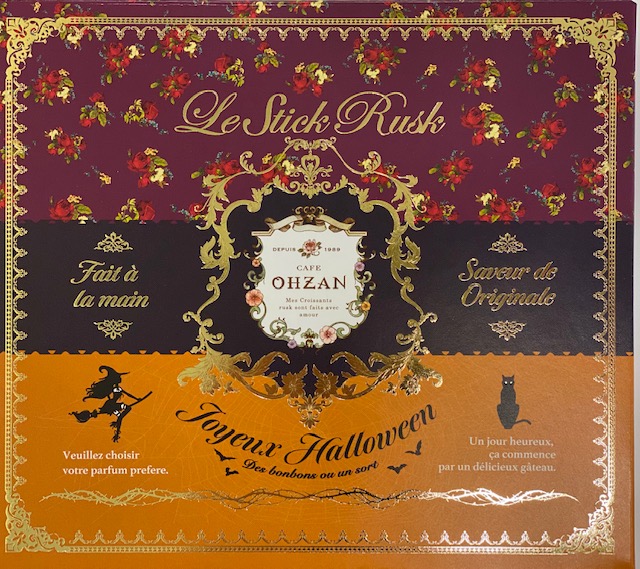 Le Stick Rusk
DEPUIS 1989
CAFE
OHZAN
Mes Croissants
rusk sont faits avec
amour
Fait à
la main
Saveur de
Originale
Joyeux Halloween
Des bonbons ou un sort
Veuillez choisir
votre parfum prefere.
Un jour heureux,
ça commence
par un délicieux gâteau.